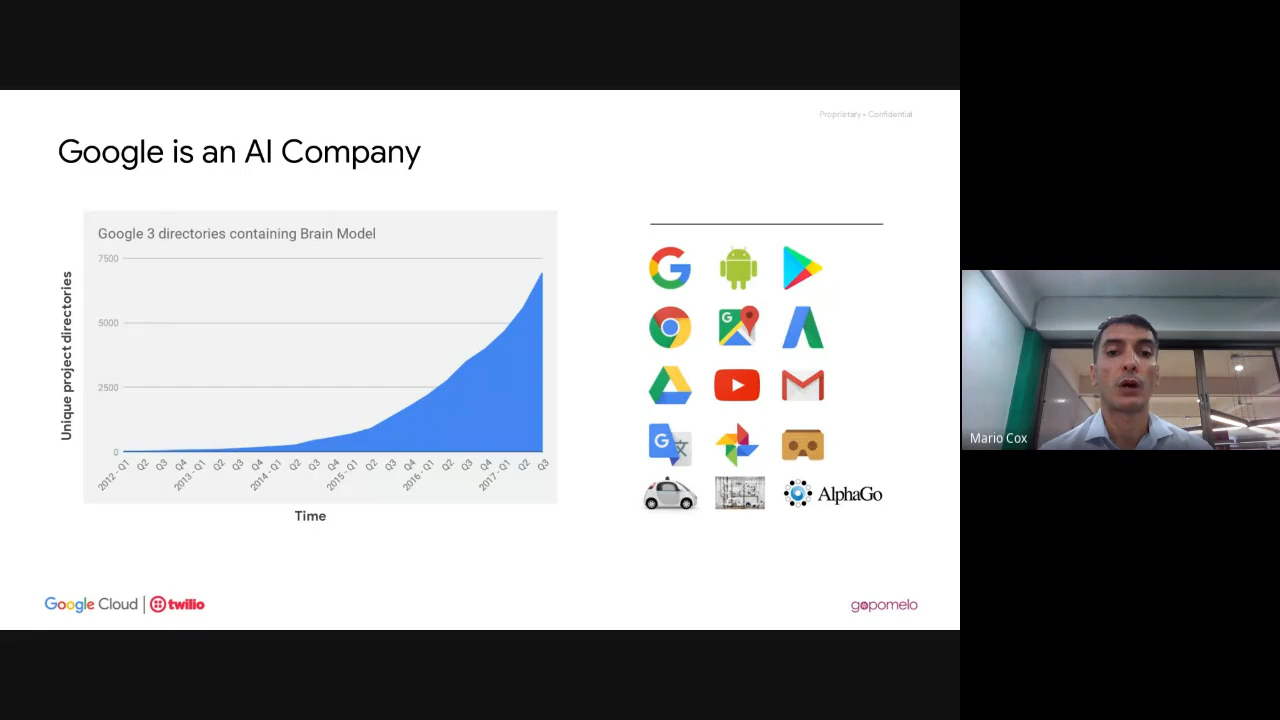 Proprietary • Confidential
Google is an AI Company
Google 3 directories containing Brain Model
Unique project directories
7500
5000
2500
0
2012 - Q1 Q2 Q3 Q4 2013 - Q1 Q2 Q3 Q4 2014 - Q1 Q2 Q3 Q4 2015 - Q1 Q2 Q3 Q4 2016 - Q1 Q2 Q3 Q4 2017 - Q1 Q2 Q3
Time
G
G
AlphaGo
Google Cloud | twilio
gopomelo
Mario Cox